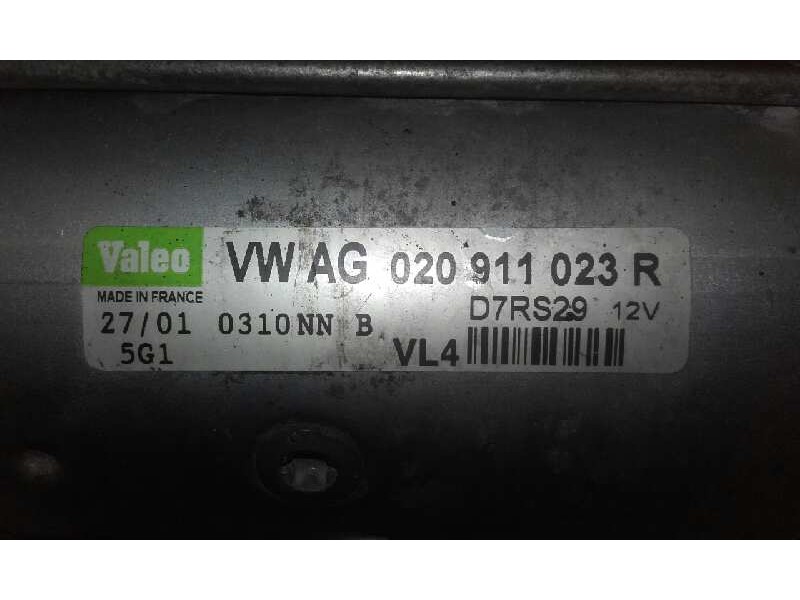 Valeo VW AG 020 911 023 R
MADE IN FRANCE D7RS29 12V
27/01 0310NN B
5G1 VL4